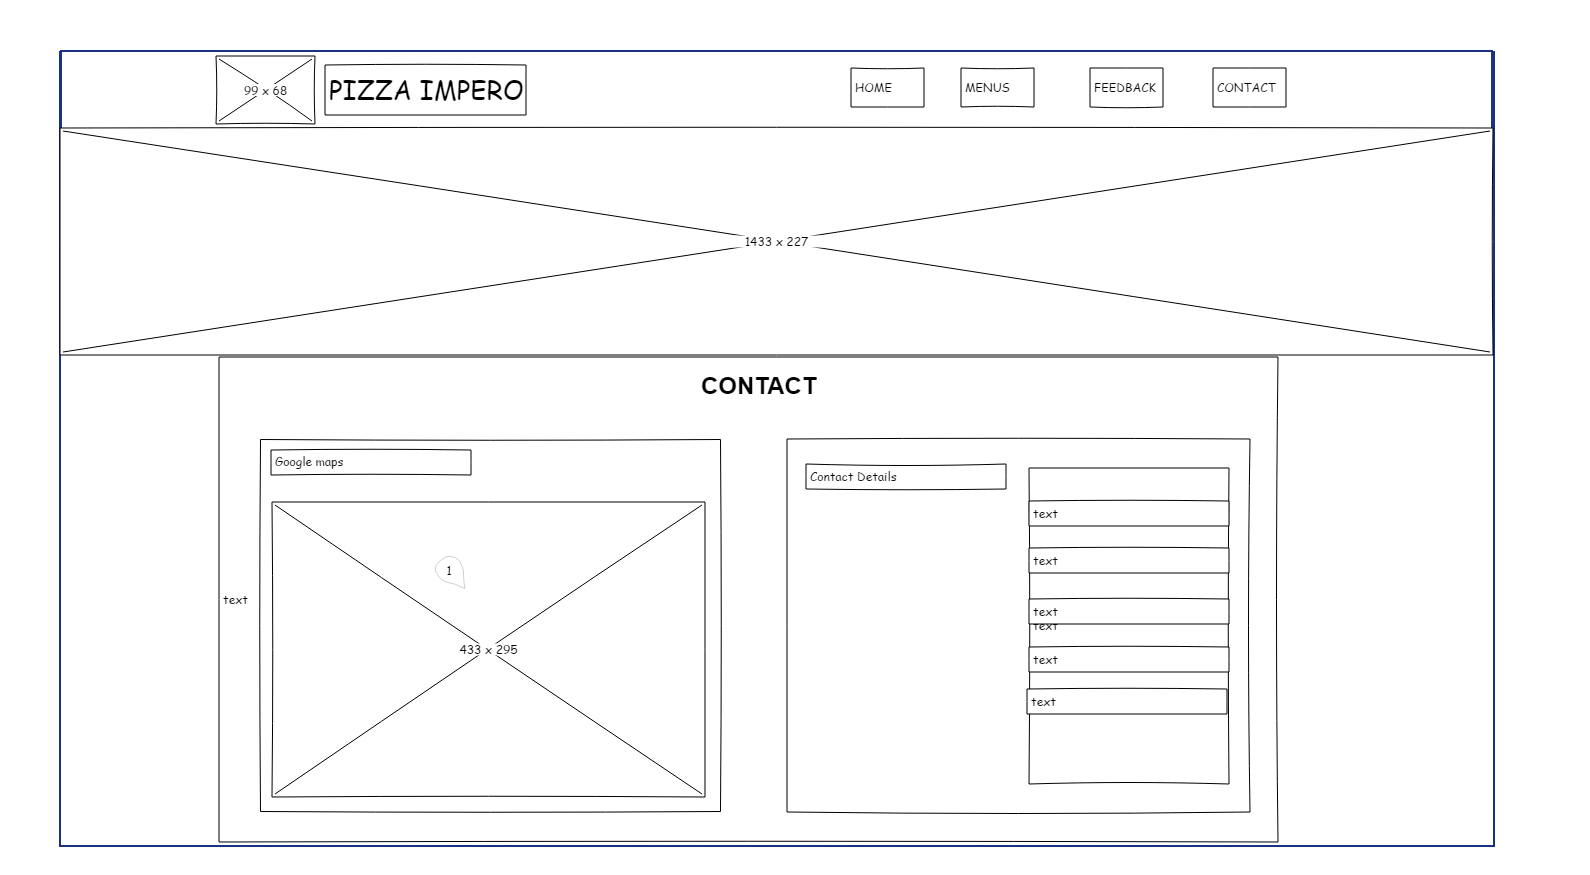 99 x 68
PIZZA IMPERO
HOME
MENUS
FEEDBACK
CONTACT
1433 x 227
CONTACT
Google maps
1
433 x 295
text
Contact Details
text
text
text
text
text
text